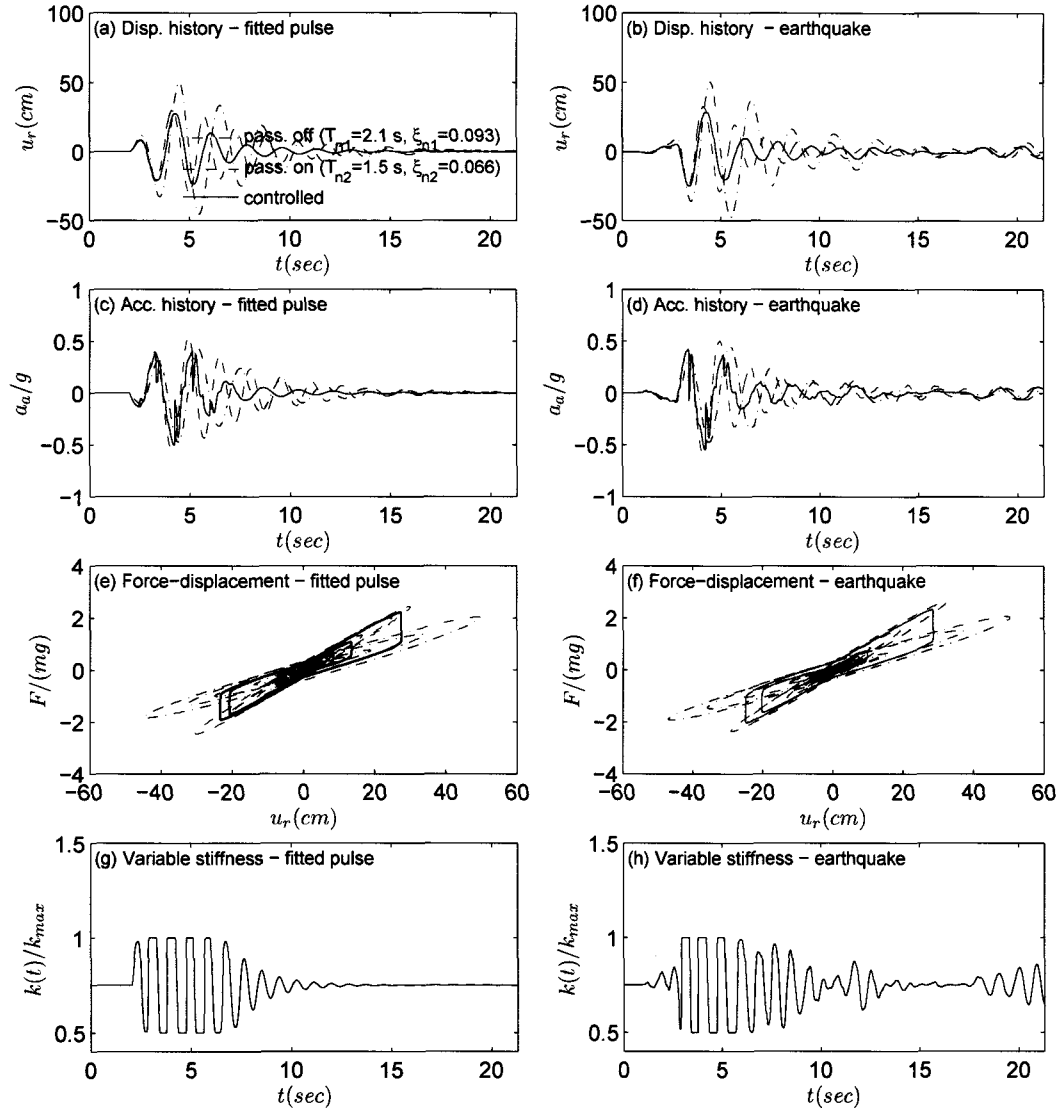 (a) Disp. history − fitted pulse
100
50
0
−50
u_r(cm)
pass. off (T_n1=2.1 s, ξ_n1=0.093)
pass. on (T_n2=1.5 s, ξ_n2=0.066)
controlled
0 5 10 15 20
t(sec)
(b) Disp. history − earthquake
100
50
0
−50
u_r(cm)
0 5 10 15 20
t(sec)
(c) Acc. history − fitted pulse
1
0.5
0
−0.5
−1
a_a/g
0 5 10 15 20
t(sec)
(d) Acc. history − earthquake
1
0.5
0
−0.5
−1
a_a/g
0 5 10 15 20
t(sec)
(e) Force−displacement − fitted pulse
4
2
0
−2
−4
F/(mg)
−60 −40 −20 0 20 40 60
u_r(cm)
(f) Force−displacement − earthquake
4
2
0
−2
−4
F/(mg)
−60 −40 −20 0 20 40 60
u_r(cm)
(g) Variable stiffness − fitted pulse
1.5
1
0.5
k(t)/k_max
0 5 10 15 20
t(sec)
(h) Variable stiffness − earthquake
1.5
1
0.5
k(t)/k_max
0 5 10 15 20
t(sec)